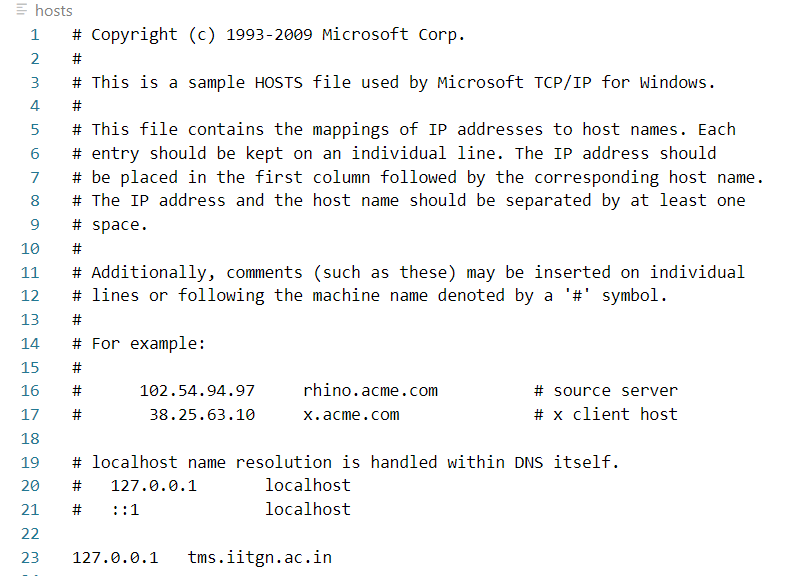 hosts
1 # Copyright (c) 1993-2009 Microsoft Corp.
2 #
3 # This is a sample HOSTS file used by Microsoft TCP/IP for Windows.
4 #
5 # This file contains the mappings of IP addresses to host names. Each
6 # entry should be kept on an individual line. The IP address should
7 # be placed in the first column followed by the corresponding host name.
8 # The IP address and the host name should be separated by at least one
9 # space.
10 #
11 # Additionally, comments (such as these) may be inserted on individual
12 # lines or following the machine name denoted by a '#' symbol.
13 #
14 # For example:
15 #
16 #      102.54.94.97     rhino.acme.com          # source server
17 #       38.25.63.10     x.acme.com              # x client host
18
19 # localhost name resolution is handled within DNS itself.
20 #   127.0.0.1       localhost
21 #   ::1             localhost
22
23 127.0.0.1   tms.iitgn.ac.in